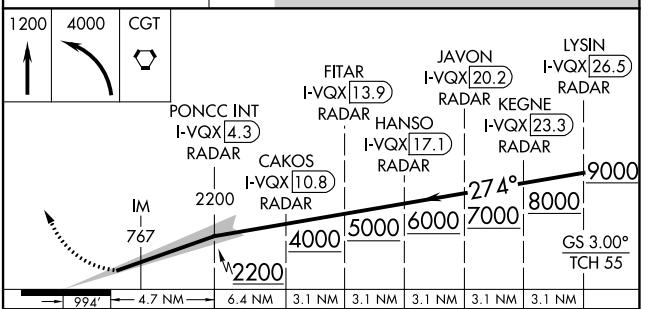 1200 4000 CGT
LYSIN
I-VQX 26.5
RADAR
JAVON
I-VQX 20.2
RADAR
FITAR
I-VQX 13.9
RADAR
KEGNE
I-VQX 23.3
RADAR
PONCC INT
I-VQX 4.3
RADAR
HANSO
I-VQX 17.1
RADAR
CAKOS
I-VQX 10.8
RADAR
IM
767
2200
2200
4000
5000
6000
7000
8000
9000
274°
GS 3.00°
TCH 55
994' 4.7 NM 6.4 NM 3.1 NM 3.1 NM 3.1 NM 3.1 NM 3.1 NM